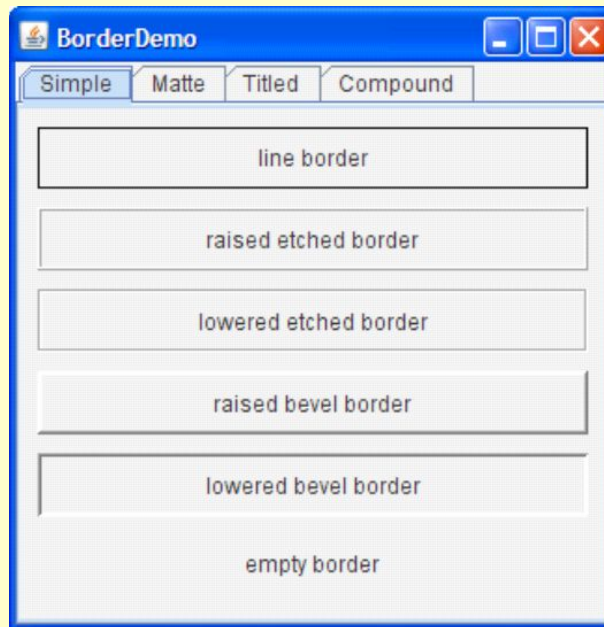 BorderDemo
Simple Matte Titled Compound
line border
raised etched border
lowered etched border
raised bevel border
lowered bevel border
empty border